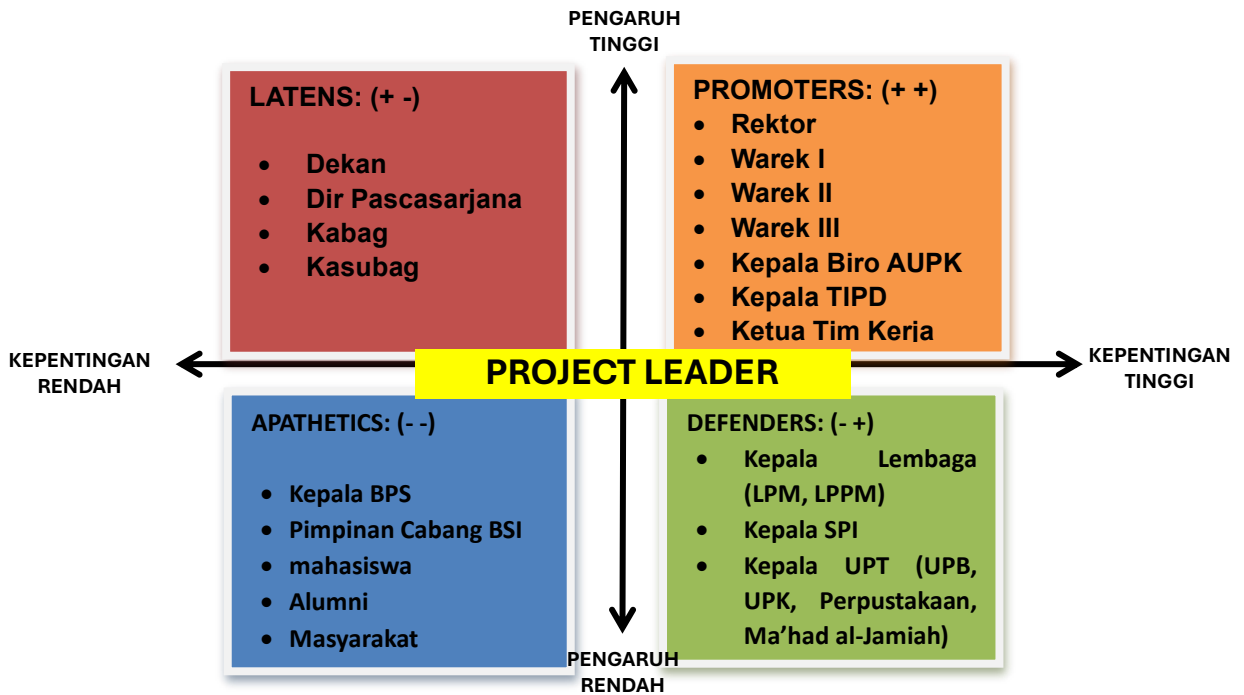 PENGARUH
TINGGI
LATENS: (+ -)
• Dekan
• Dir Pascasarjana
• Kabag
• Kasubag
PROMOTERS: (+ +)
• Rektor
• Warek I
• Warek II
• Warek III
• Kepala Biro AUPK
• Kepala TIPD
• Ketua Tim Kerja
KEPENTINGAN
RENDAH
PROJECT LEADER
KEPENTINGAN
TINGGI
APATHETICS: (- -)
• Kepala BPS
• Pimpinan Cabang BSI
• mahasiswa
• Alumni
• Masyarakat
DEFENDERS: (- +)
• Kepala Lembaga
(LPM, LPPM)
• Kepala SPI
• Kepala UPT (UPB,
UPK, Perpustakaan,
Ma’had al-Jamiah)
PENGARUH
RENDAH